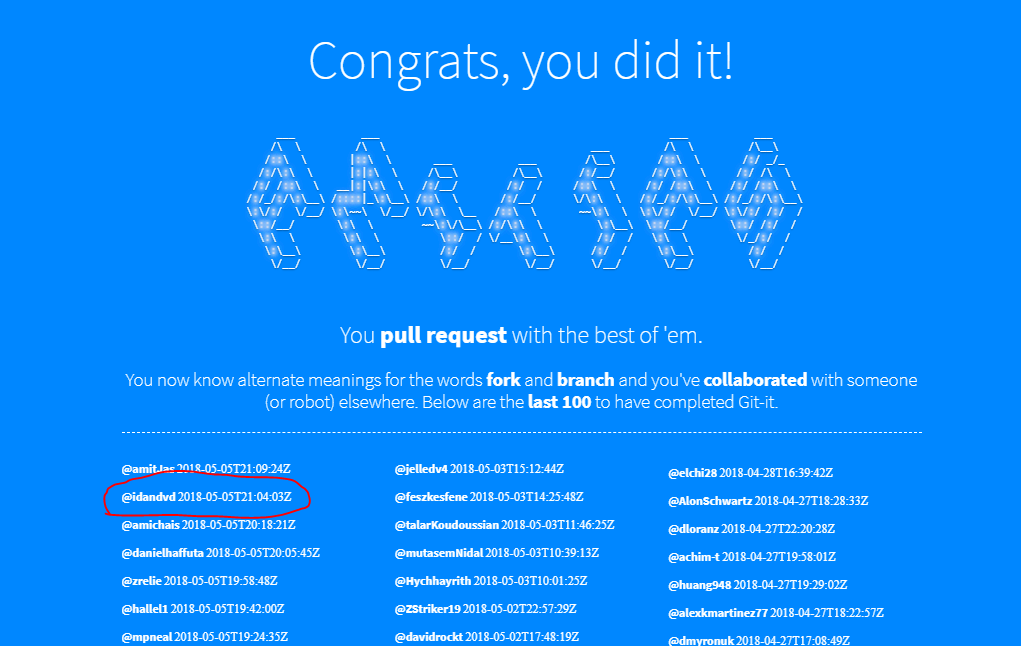 Congrats, you did it!
You pull request with the best of 'em.
You now know alternate meanings for the words fork and branch and you've collaborated with someone
(or robot) elsewhere. Below are the last 100 to have completed Git-it.
@amitJas 2018-05-05T21:09:24Z
@idandvd 2018-05-05T21:04:03Z
@amichais 2018-05-05T20:18:21Z
@danielhaffuta 2018-05-05T20:05:45Z
@zrelie 2018-05-05T19:58:48Z
@hallel1 2018-05-05T19:42:00Z
@mpneal 2018-05-05T19:24:35Z
@jelledv4 2018-05-03T15:12:44Z
@feszkesfene 2018-05-03T14:25:48Z
@talarKoudoussian 2018-05-03T11:46:25Z
@mutasemNidal 2018-05-03T10:39:13Z
@Hychhayrith 2018-05-03T10:01:25Z
@ZStriker19 2018-05-02T22:57:29Z
@davidrockt 2018-05-02T17:48:19Z
@elchi28 2018-04-28T16:39:42Z
@AlonSchwartz 2018-04-27T18:28:33Z
@dloranz 2018-04-27T22:20:28Z
@achim-t 2018-04-27T19:58:01Z
@huang948 2018-04-27T19:29:02Z
@alexkmartinez77 2018-04-27T18:22:57Z
@dmyronuk 2018-04-27T17:08:49Z